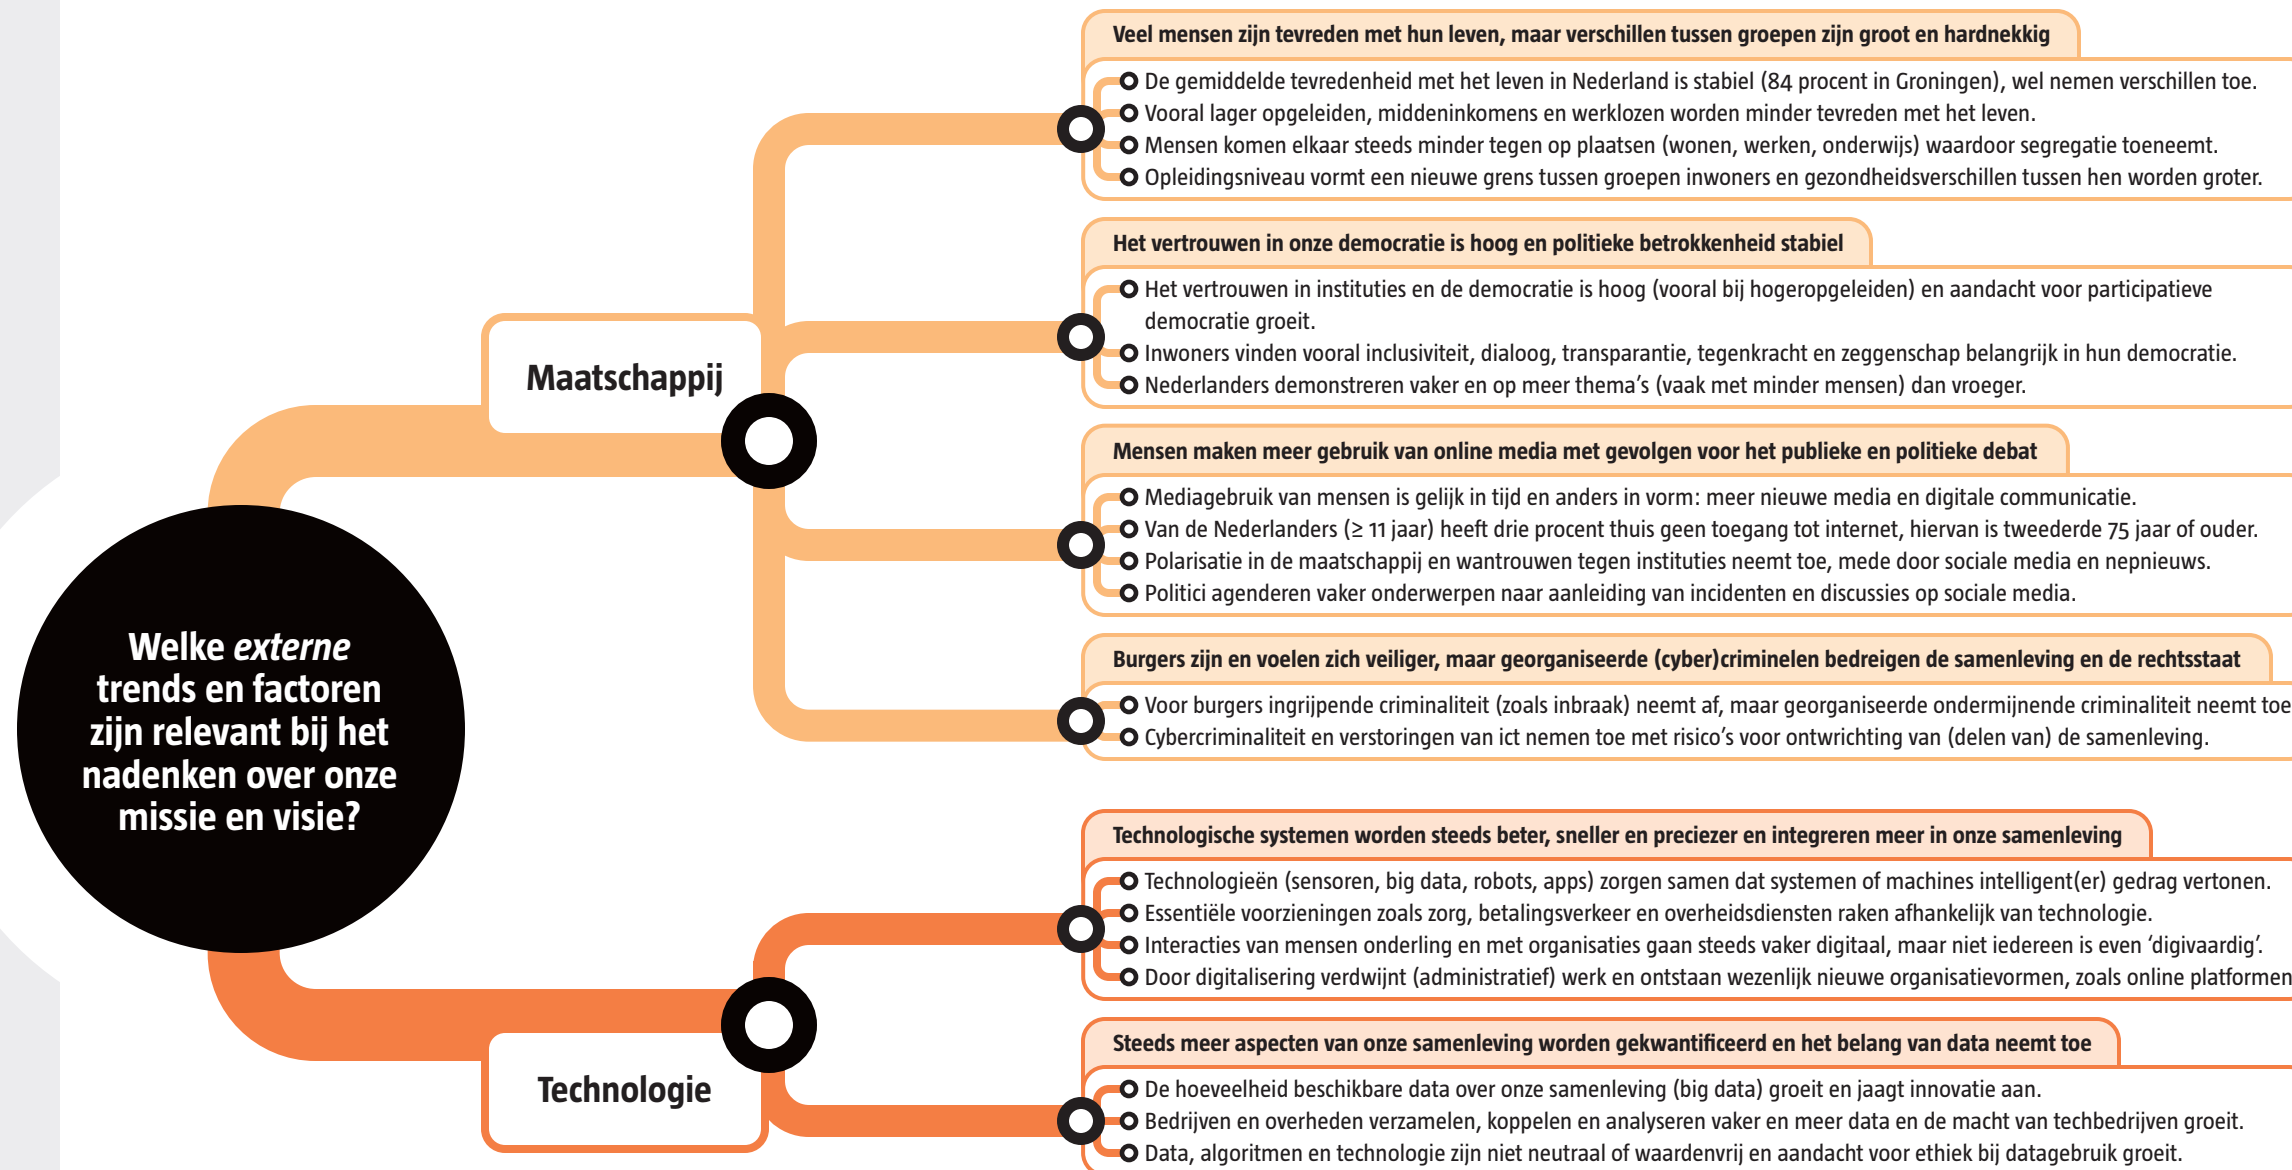 Welke externe
trends en factoren
zijn relevant bij het
nadenken over onze
missie en visie?
Maatschappij
Veel mensen zijn tevreden met hun leven, maar verschillen tussen groepen zijn groot en hardnekkig
De gemiddelde tevredenheid met het leven in Nederland is stabiel (84 procent in Groningen), wel nemen verschillen toe.
Vooral lager opgeleiden, middeninkomens en werklozen worden minder tevreden met het leven.
Mensen komen elkaar steeds minder tegen op plaatsen (wonen, werken, onderwijs) waardoor segregatie toeneemt.
Opleidingsniveau vormt een nieuwe grens tussen groepen inwoners en gezondheidsverschillen tussen hen worden groter.
Het vertrouwen in onze democratie is hoog en politieke betrokkenheid stabiel
Het vertrouwen in instituties en de democratie is hoog (vooral bij hogeropgeleiden) en aandacht voor participatieve
democratie groeit.
Inwoners vinden vooral inclusiviteit, dialoog, transparantie, tegenkracht en zeggenschap belangrijk in hun democratie.
Nederlanders demonstreren vaker en op meer thema's (vaak met minder mensen) dan vroeger.
Mensen maken meer gebruik van online media met gevolgen voor het publieke en politieke debat
Mediagebruik van mensen is gelijk in tijd en anders in vorm: meer nieuwe media en digitale communicatie.
Van de Nederlanders (≥ 11 jaar) heeft drie procent thuis geen toegang tot internet, hiervan is tweederde 75 jaar of ouder.
Polarisatie in de maatschappij en wantrouwen tegen instituties neemt toe, mede door sociale media en nepnieuws.
Politici agenderen vaker onderwerpen naar aanleiding van incidenten en discussies op sociale media.
Burgers zijn en voelen zich veiliger, maar georganiseerde (cyber)criminelen bedreigen de samenleving en de rechtsstaat
Voor burgers ingrijpende criminaliteit (zoals inbraak) neemt af, maar georganiseerde ondermijnende criminaliteit neemt toe
Cybercriminaliteit en verstoringen van ict nemen toe met risico's voor ontwrichting van (delen van) de samenleving.
Technologie
Technologische systemen worden steeds beter, sneller en preciezer en integreren meer in onze samenleving
Technologieën (sensoren, big data, robots, apps) zorgen samen dat systemen of machines intelligent(er) gedrag vertonen.
Essentiële voorzieningen zoals zorg, betalingsverkeer en overheidsdiensten raken afhankelijk van technologie.
Interacties van mensen onderling en met organisaties gaan steeds vaker digitaal, maar niet iedereen is even ‘digivaardig’.
Door digitalisering verdwijnt (administratief) werk en ontstaan wezenlijk nieuwe organisatievormen, zoals online platformen
Steeds meer aspecten van onze samenleving worden gekwantificeerd en het belang van data neemt toe
De hoeveelheid beschikbare data over onze samenleving (big data) groeit en jaagt innovatie aan.
Bedrijven en overheden verzamelen, koppelen en analyseren vaker en meer data en de macht van techbedrijven groeit.
Data, algoritmen en technologie zijn niet neutraal of waardenvrij en aandacht voor ethiek bij datagebruik groeit.